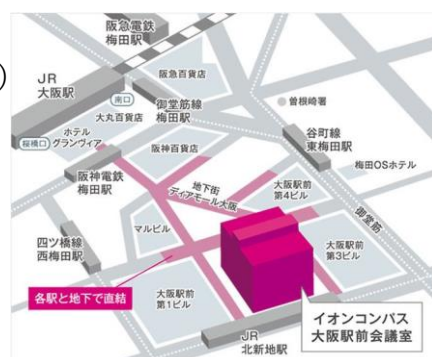 阪急電鉄
梅田駅
JR
大阪駅
阪急百貨店
南口
御堂筋線
梅田駅
曽根崎署
大丸百貨店
桜橋口
ホテル
グランヴィア
阪神百貨店
谷町線
東梅田駅
阪神電鉄
梅田駅
梅田OSホテル
地下街
ディアモール大阪
大阪駅前
第4ビル
御堂筋
マルビル
四ツ橋線
西梅田駅
大阪駅前
第3ビル
各駅と地下で直結
大阪駅前
第1ビル
イオンコンパス
大阪駅前会議室
JR
北新地駅